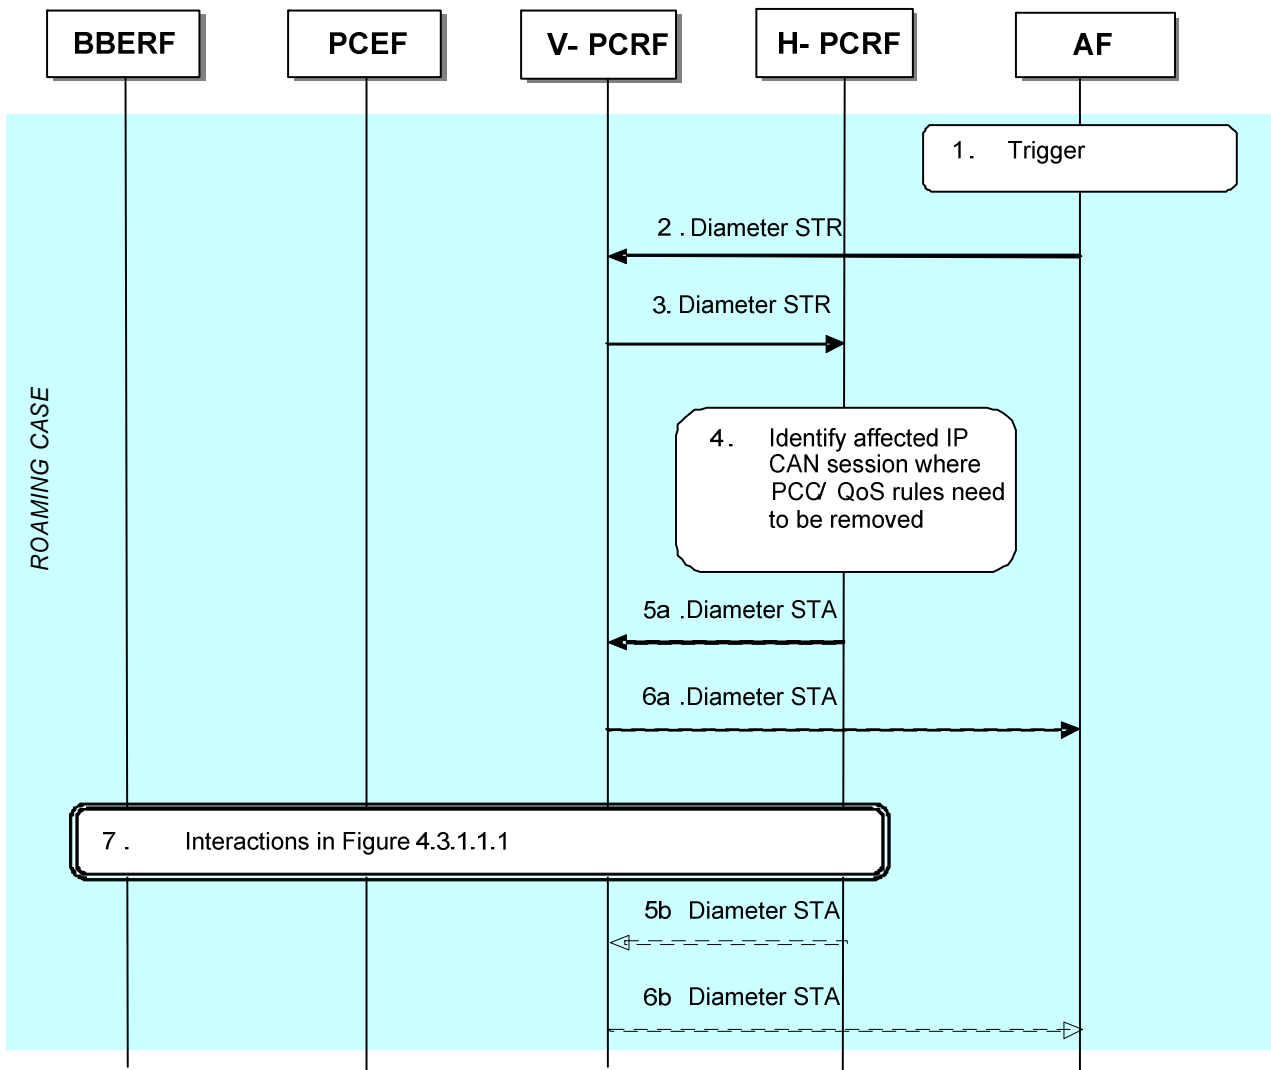 BBERF
PCEF
V- PCRF
H- PCRF
AF
1. Trigger
2 . Diameter STR
3. Diameter STR
ROAMING CASE
4. Identify affected IP
CAN session where
PCC/ QoS rules need
to be removed
5a .Diameter STA
6a .Diameter STA
7 . Interactions in Figure 4.3.1.1.1
5b Diameter STA
6b Diameter STA